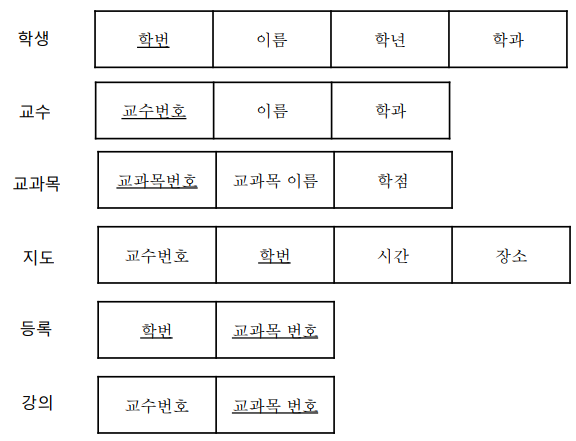 학생 학번 이름 학년 학과
교수 교수번호 이름 학과
교과목 교과목번호 교과목 이름 학점
지도 교수번호 학번 시간 장소
등록 학번 교과목 번호
강의 교수번호 교과목 번호